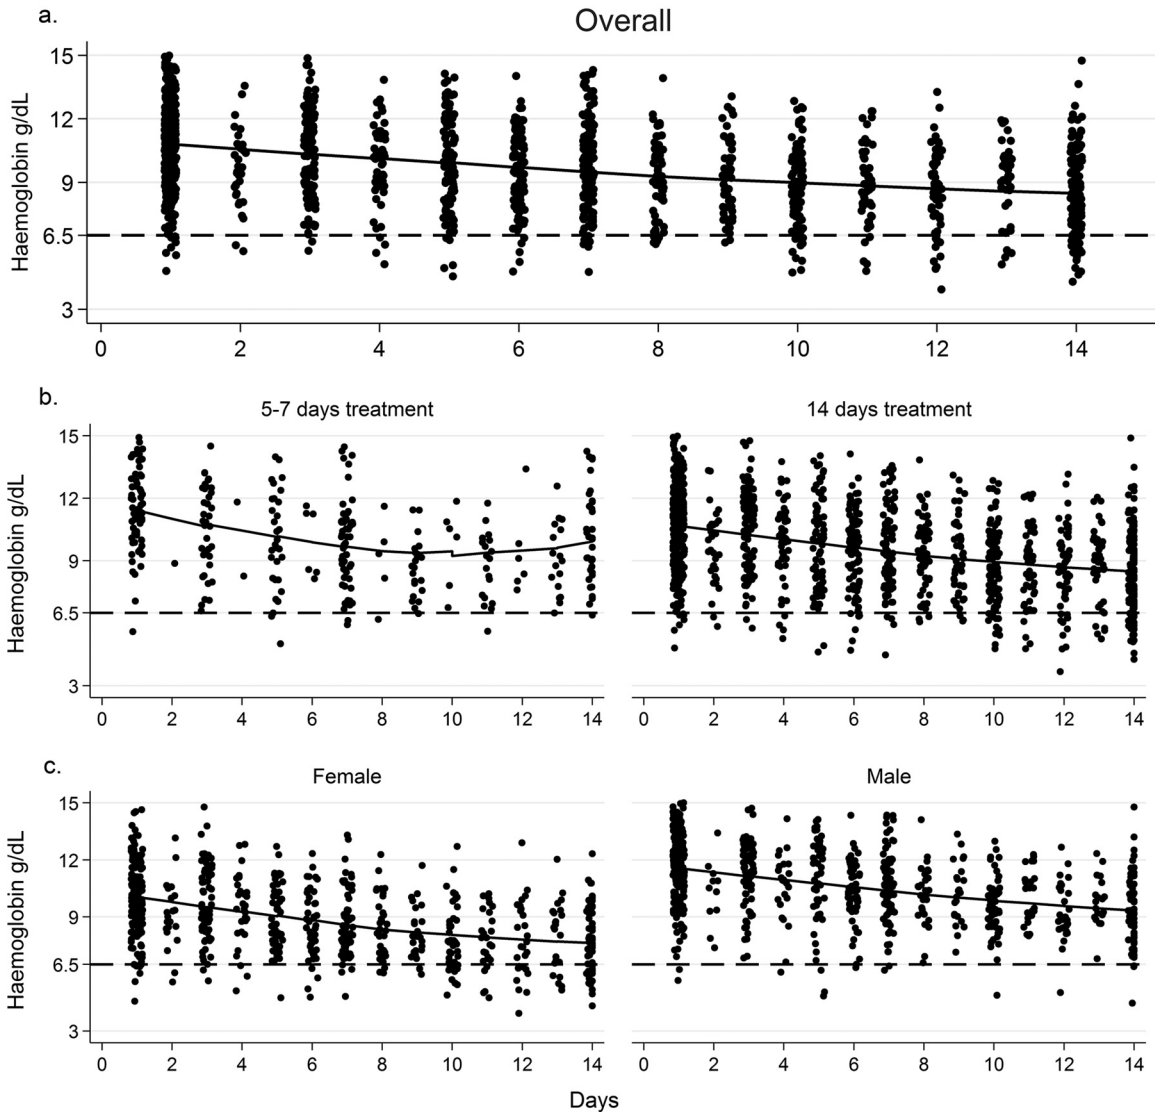 a.
Overall
Haemoglobin g/dL
15
12
9
6.5
3
0 2 4 6 8 10 12 14
b.
5-7 days treatment
14 days treatment
Haemoglobin g/dL
15
12
9
6.5
3
0 2 4 6 8 10 12 14
0 2 4 6 8 10 12 14
c.
Female
Male
Haemoglobin g/dL
15
12
9
6.5
3
0 2 4 6 8 10 12 14
0 2 4 6 8 10 12 14
Days